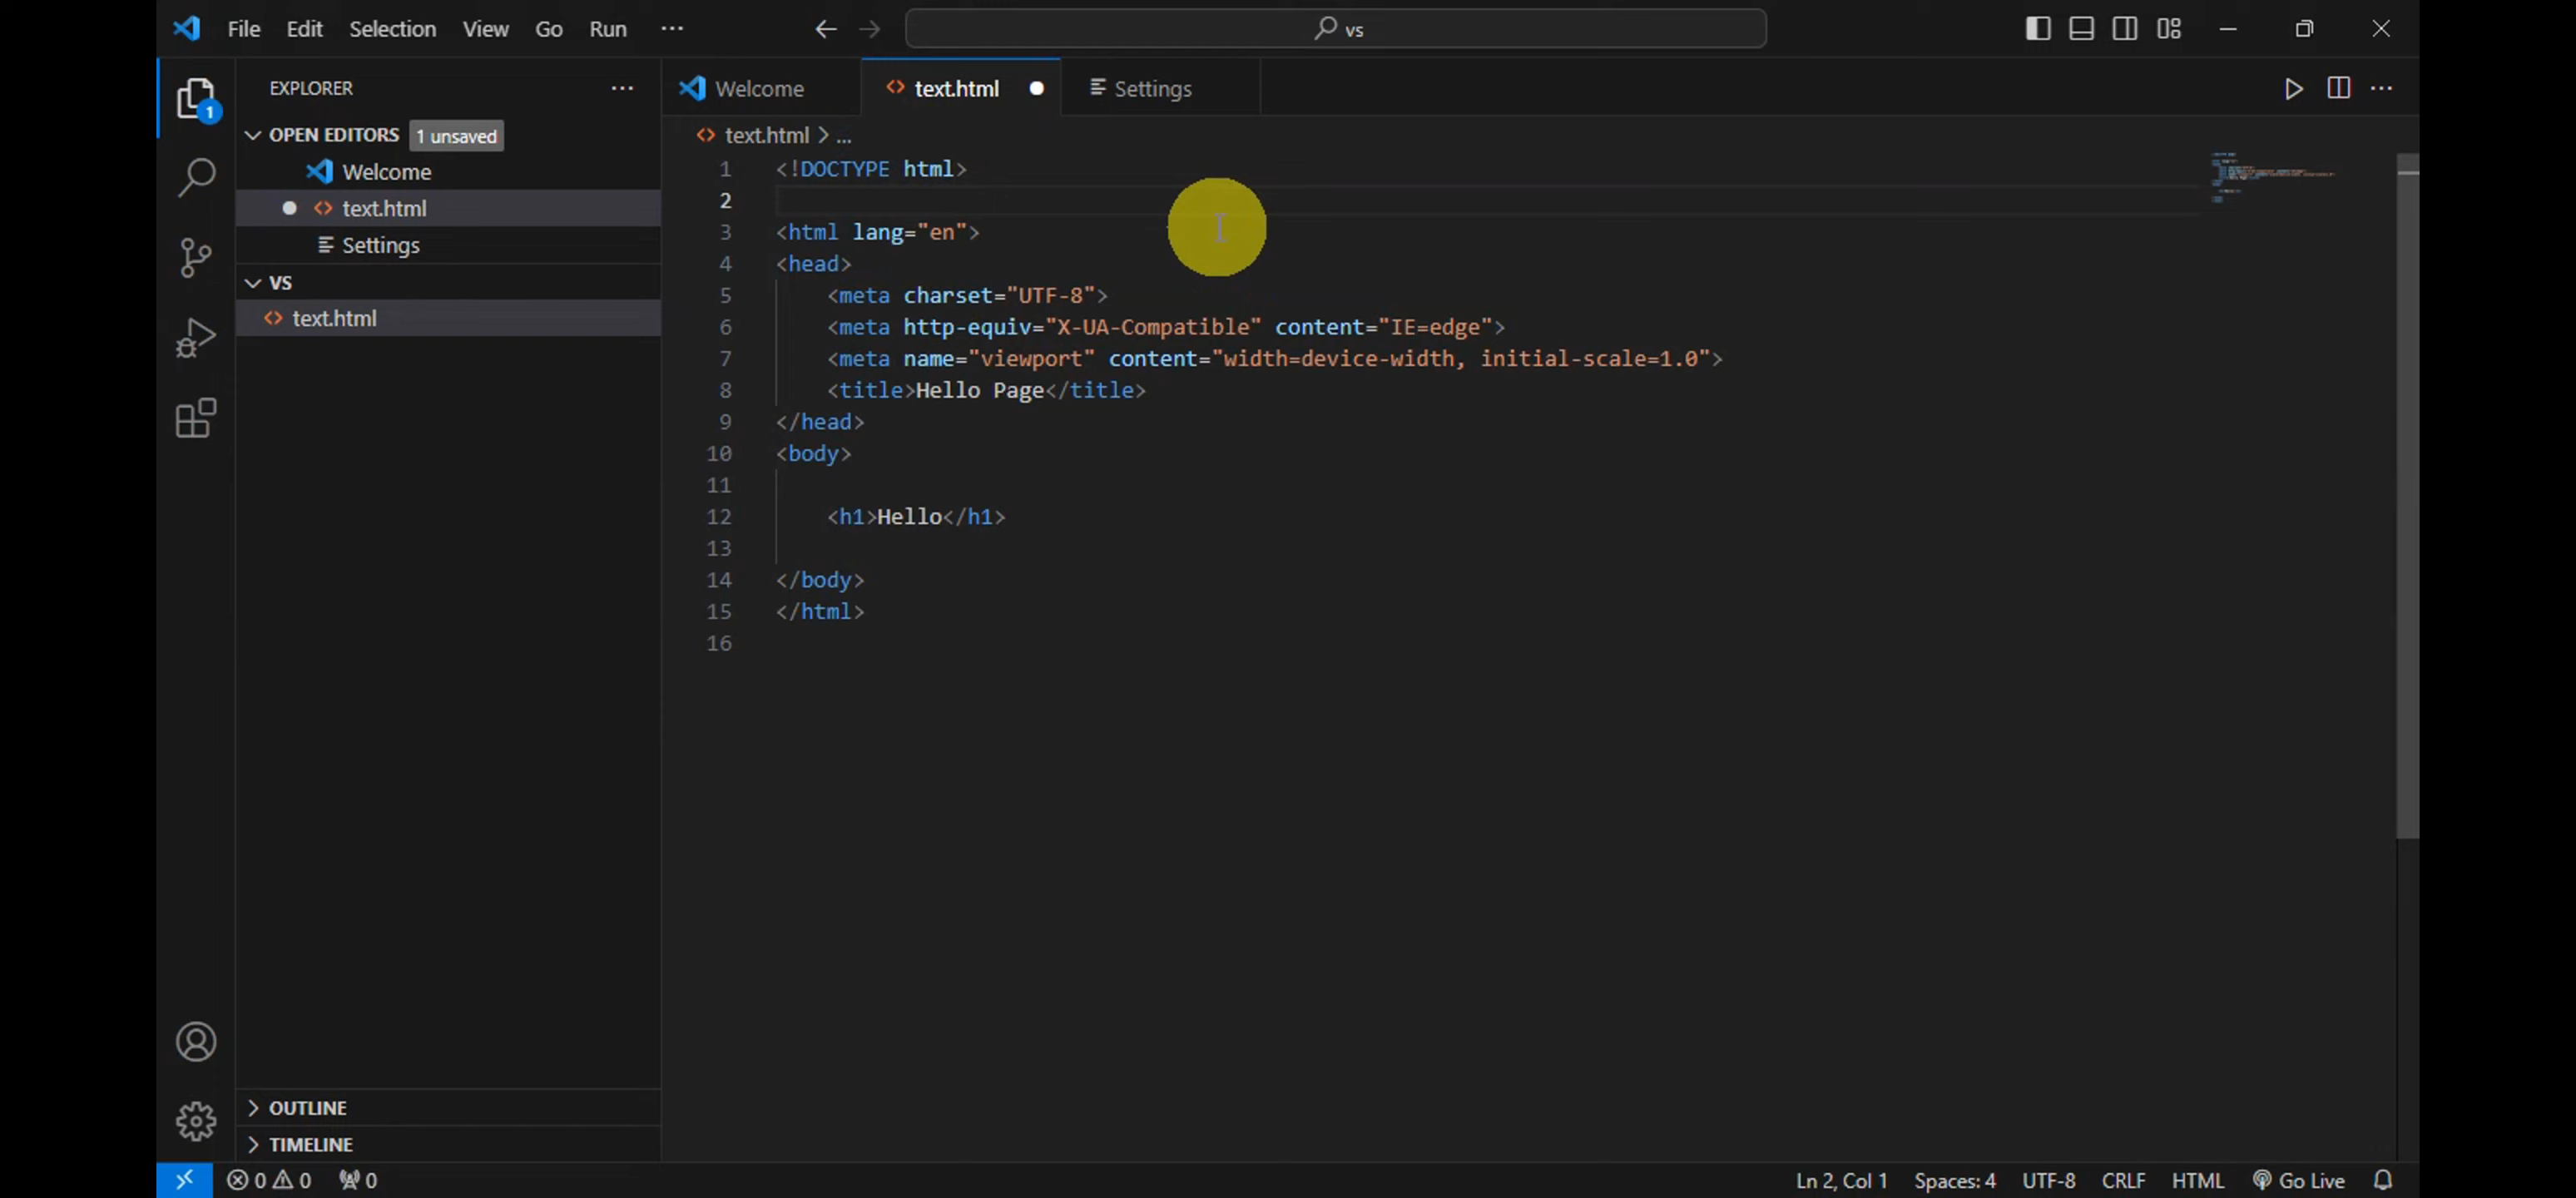 File Edit Selection View Go Run ··· vs
EXPLORER ···
OPEN EDITORS 1 unsaved
Welcome
text.html
Settings
VS
text.html
OUTLINE
TIMELINE
Welcome text.html Settings
text.html > ...
1 <!DOCTYPE html>
2
3 <html lang="en">
4 <head>
5     <meta charset="UTF-8">
6     <meta http-equiv="X-UA-Compatible" content="IE=edge">
7     <meta name="viewport" content="width=device-width, initial-scale=1.0">
8     <title>Hello Page</title>
9 </head>
10 <body>
11
12     <h1>Hello</h1>
13
14 </body>
15 </html>
16
1
0 0 0 Ln 2, Col 1 Spaces: 4 UTF-8 CRLF HTML Go Live